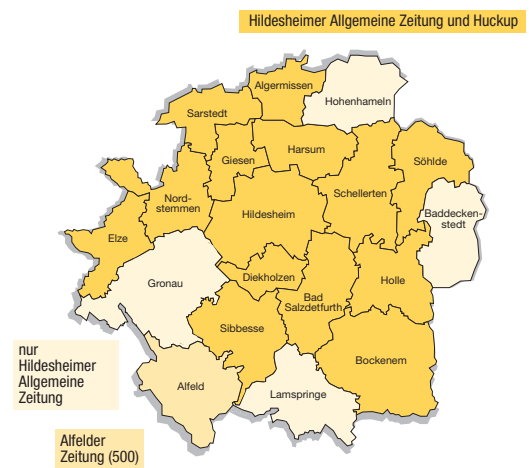 Hildesheimer Allgemeine Zeitung und Huckup
Algermissen
Hohenhameln
Sarstedt
Harsum
Giesen
Söhlde
Schellerten
Nord-
stemmen
Hildesheim
Baddecken-
stedt
Elze
Gronau
Diekholzen
Holle
Bad
Salzdetfurth
Sibbesse
Bockenem
nur
Hildesheimer
Allgemeine
Zeitung
Alfeld
Lamspringe
Alfelder
Zeitung (500)